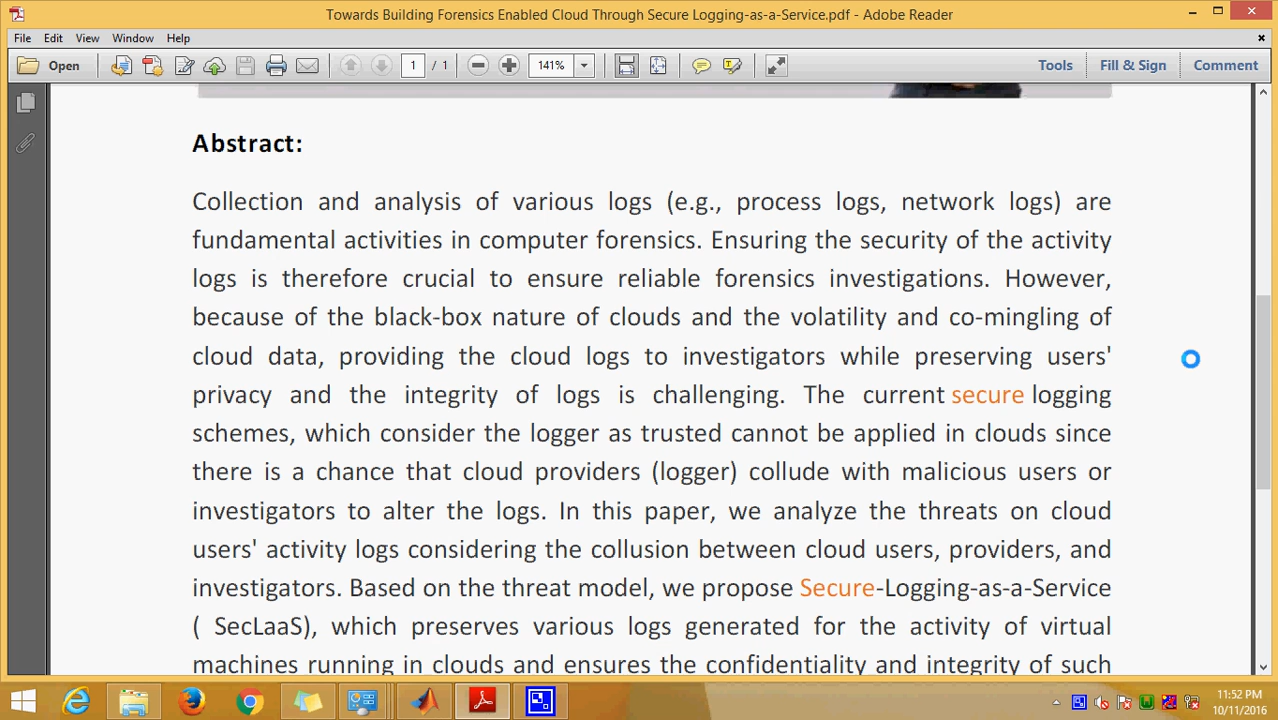 Towards Building Forensics Enabled Cloud Through Secure Logging-as-a-Service.pdf - Adobe Reader
File Edit View Window Help
Open 1 / 1 141% Tools Fill & Sign Comment
Abstract:
Collection and analysis of various logs (e.g., process logs, network logs) are
fundamental activities in computer forensics. Ensuring the security of the activity
logs is therefore crucial to ensure reliable forensics investigations. However,
because of the black-box nature of clouds and the volatility and co-mingling of
cloud data, providing the cloud logs to investigators while preserving users'
privacy and the integrity of logs is challenging. The current secure logging
schemes, which consider the logger as trusted cannot be applied in clouds since
there is a chance that cloud providers (logger) collude with malicious users or
investigators to alter the logs. In this paper, we analyze the threats on cloud
users' activity logs considering the collusion between cloud users, providers, and
investigators. Based on the threat model, we propose Secure-Logging-as-a-Service
( SecLaaS), which preserves various logs generated for the activity of virtual
machines running in clouds and ensures the confidentiality and integrity of such
11:52 PM
10/11/2016